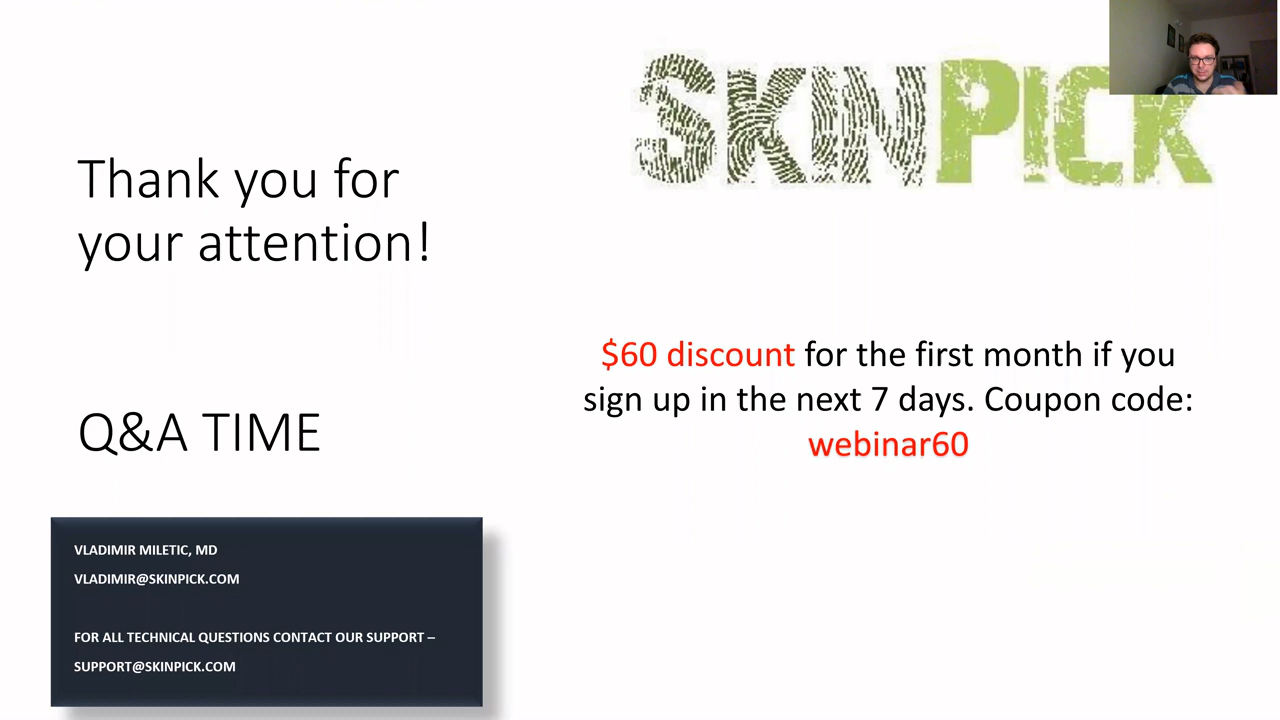 Thank you for
your attention!
Q&A TIME
SKINPICK
$60 discount for the first month if you
sign up in the next 7 days. Coupon code:
webinar60
VLADIMIR MILETIC, MD
VLADIMIR@SKINPICK.COM
FOR ALL TECHNICAL QUESTIONS CONTACT OUR SUPPORT –
SUPPORT@SKINPICK.COM